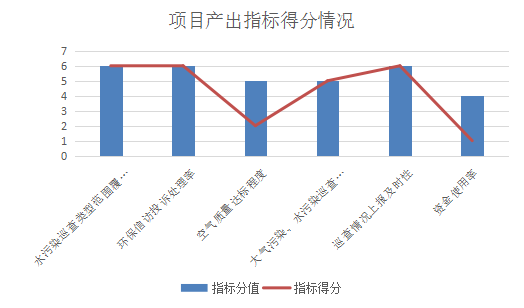 项目产出指标得分情况
7
6
5
4
3
2
1
0
水污染巡查类型范围覆…
环保信访投诉处理率
空气质量达标程度
大气污染、水污染巡查…
巡查情况上报及时性
资金使用率
指标分值
指标得分